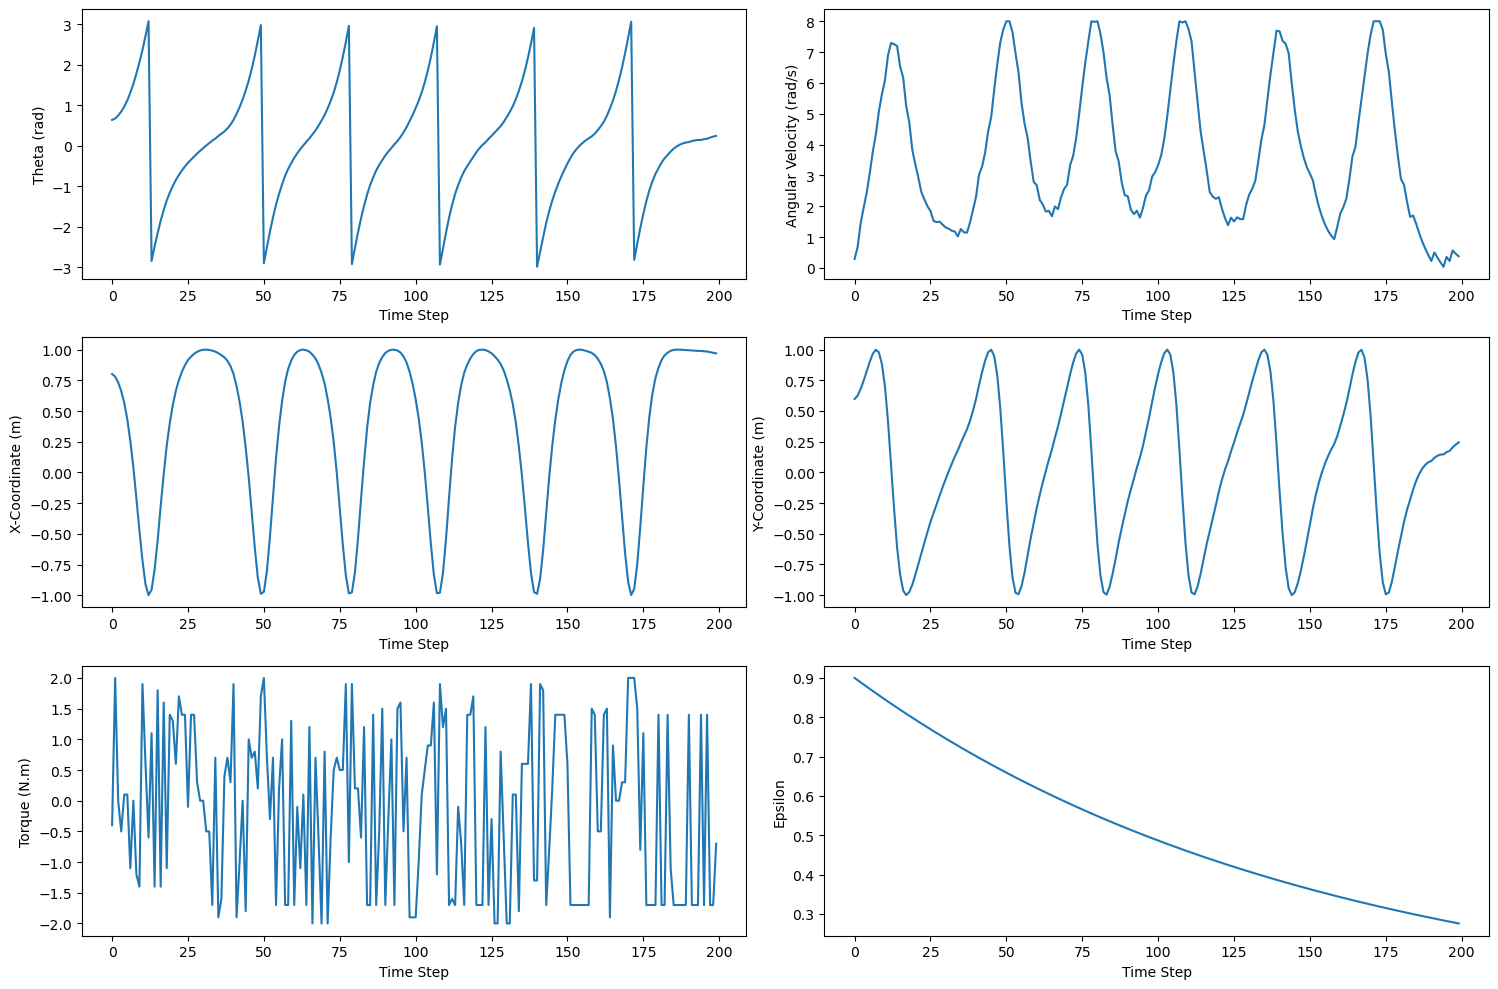 3
2
1
0
−1
−2
−3
Theta (rad)
0 25 50 75 100 125 150 175 200
Time Step
8
7
6
5
4
3
2
1
0
Angular Velocity (rad/s)
0 25 50 75 100 125 150 175 200
Time Step
1.00
0.75
0.50
0.25
0.00
−0.25
−0.50
−0.75
−1.00
X-Coordinate (m)
0 25 50 75 100 125 150 175 200
Time Step
1.00
0.75
0.50
0.25
0.00
−0.25
−0.50
−0.75
−1.00
Y-Coordinate (m)
0 25 50 75 100 125 150 175 200
Time Step
2.0
1.5
1.0
0.5
0.0
−0.5
−1.0
−1.5
−2.0
Torque (N.m)
0 25 50 75 100 125 150 175 200
Time Step
0.9
0.8
0.7
0.6
0.5
0.4
0.3
Epsilon
0 25 50 75 100 125 150 175 200
Time Step